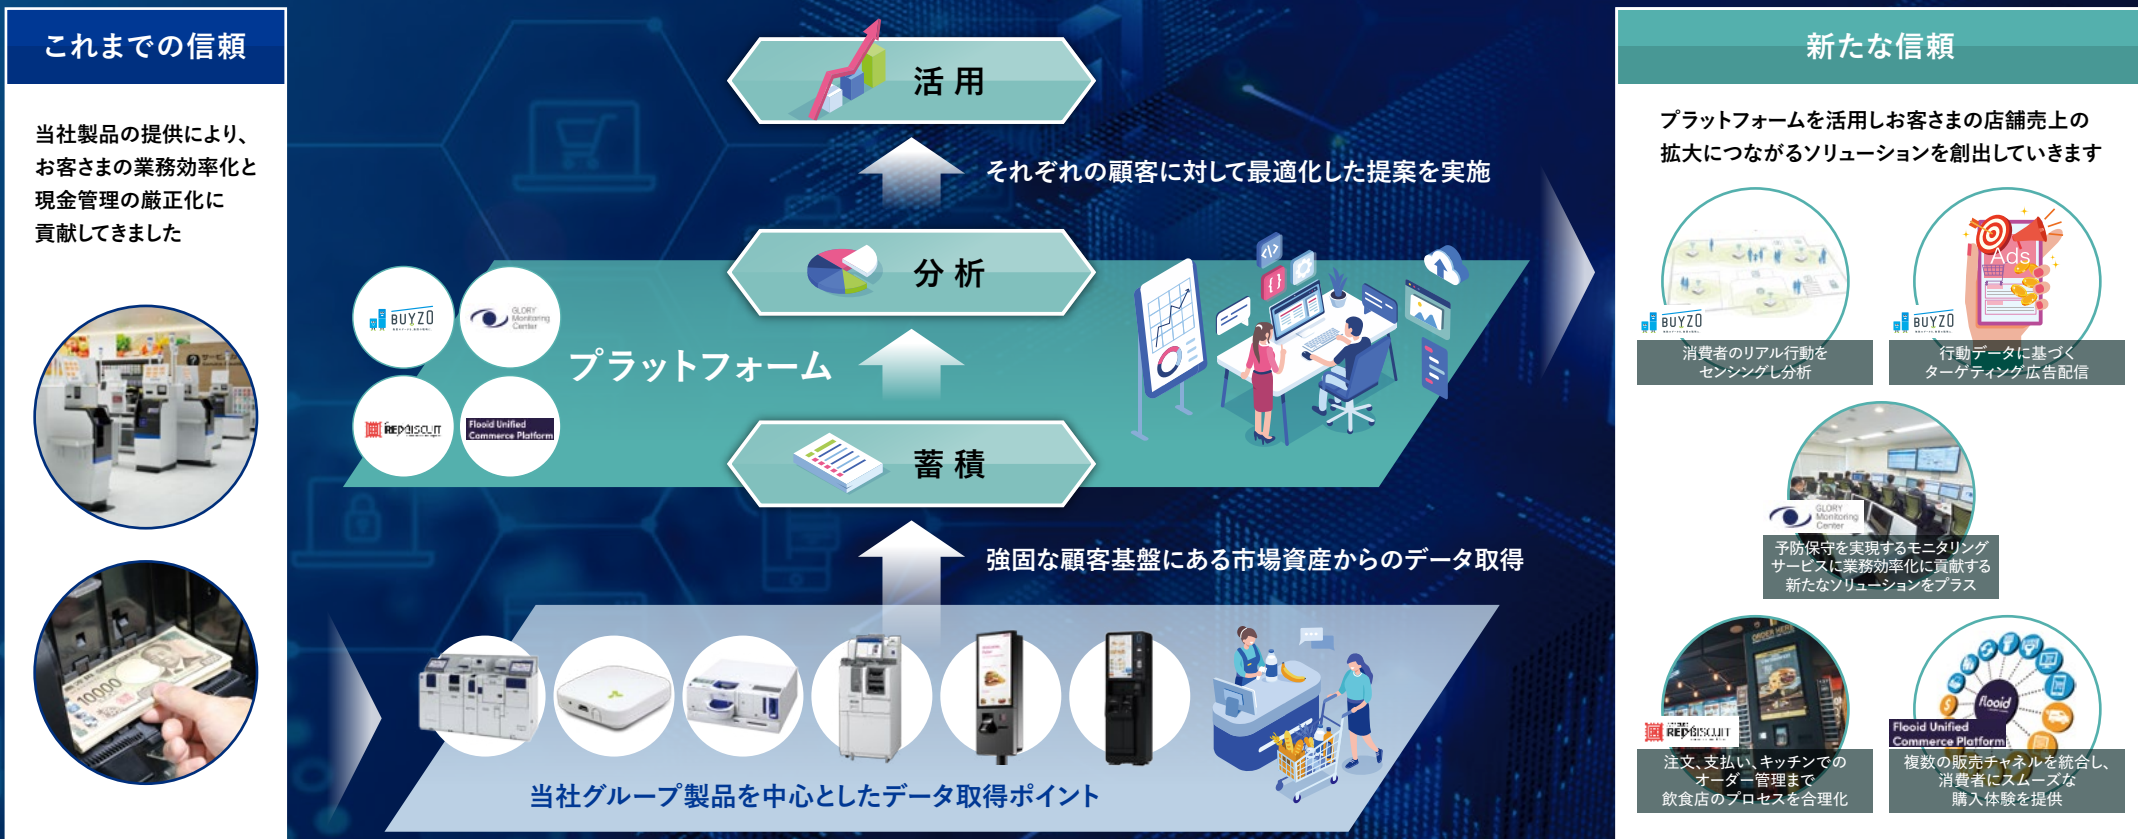 これまでの信頼
当社製品の提供により、
お客さまの業務効率化と
現金管理の厳正化に
貢献してきました
10000
活用
それぞれの顧客に対して最適化した提案を実施
分析
BUYZO
GLORY
Monitoring
Center
プラットフォーム
RED BISCUIT
Flooid Unified
Commerce Platform
蓄積
強固な顧客基盤にある市場資産からのデータ取得
当社グループ製品を中心としたデータ取得ポイント
新たな信頼
プラットフォームを活用しお客さまの店舗売上の
拡大につながるソリューションを創出していきます
BUYZO
消費者のリアル行動を
センシングし分析
Ads
BUYZO
行動データに基づく
ターゲティング広告配信
GLORY
Monitoring
Center
予防保守を実現するモニタリング
サービスに業務効率化に貢献する
新たなソリューションをプラス
ORDER HERE
RED BISCUIT
注文、支払い、キッチンでの
オーダー管理まで
飲食店のプロセスを合理化
flooid
Flooid Unified
Commerce Platform
複数の販売チャネルを統合し、
消費者にスムーズな
購入体験を提供